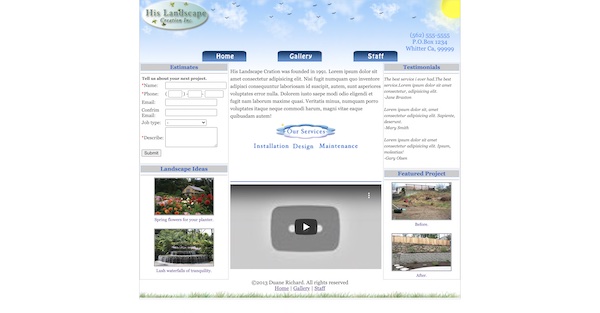 His Landscape
Creation Inc.
(562) 555-5555
P.O.Box 1234
Whitter Ca, 99999
Home
Gallery
Staff
Estimates
Tell us about your next project.
*Name:
*Phone: ( ) - -
Email:
Confrim
Email:
Job type: -
*Describe:
Submit
Landscape Ideas
Spring flowers for your planter.
Lush waterfalls of tranquility.
His Landscape Cration was founded in 1991. Lorem ipsum dolor sit
amet consectetur adipisicing elit. Nisi fugit numquam quo inventore
adipaci consequuntur laboriosam id suscipit, autem, sunt asperiores
voluptates error nulla. Dolorem iusto saepe modi odio eligendi et
fugit nam laborum maxime quasi. Voritatis minus, numquam porro
voluptates itaque neque commodi harum, magni vitae eaque
quibusdam autem!
Our Services
Installation Design Maintenance
Testimonials
The best service i ever had.The best
service.Lorem ipsum dolor sit amet
consectetur, adipisicing elit.
-Jane Bruxton
Lorem ipsum dolor sit amet
consectetur adipisicing elit. Sapiente,
deserunt.
-Mary Smith
Lorem ipsum dolor sit amet
consectetur adipisicing elit. Ipsum,
molestias!
-Gary Olsen
Featured Project
Before
After
©2013 Duane Richard. All rights reserved
Home | Gallery | Staff